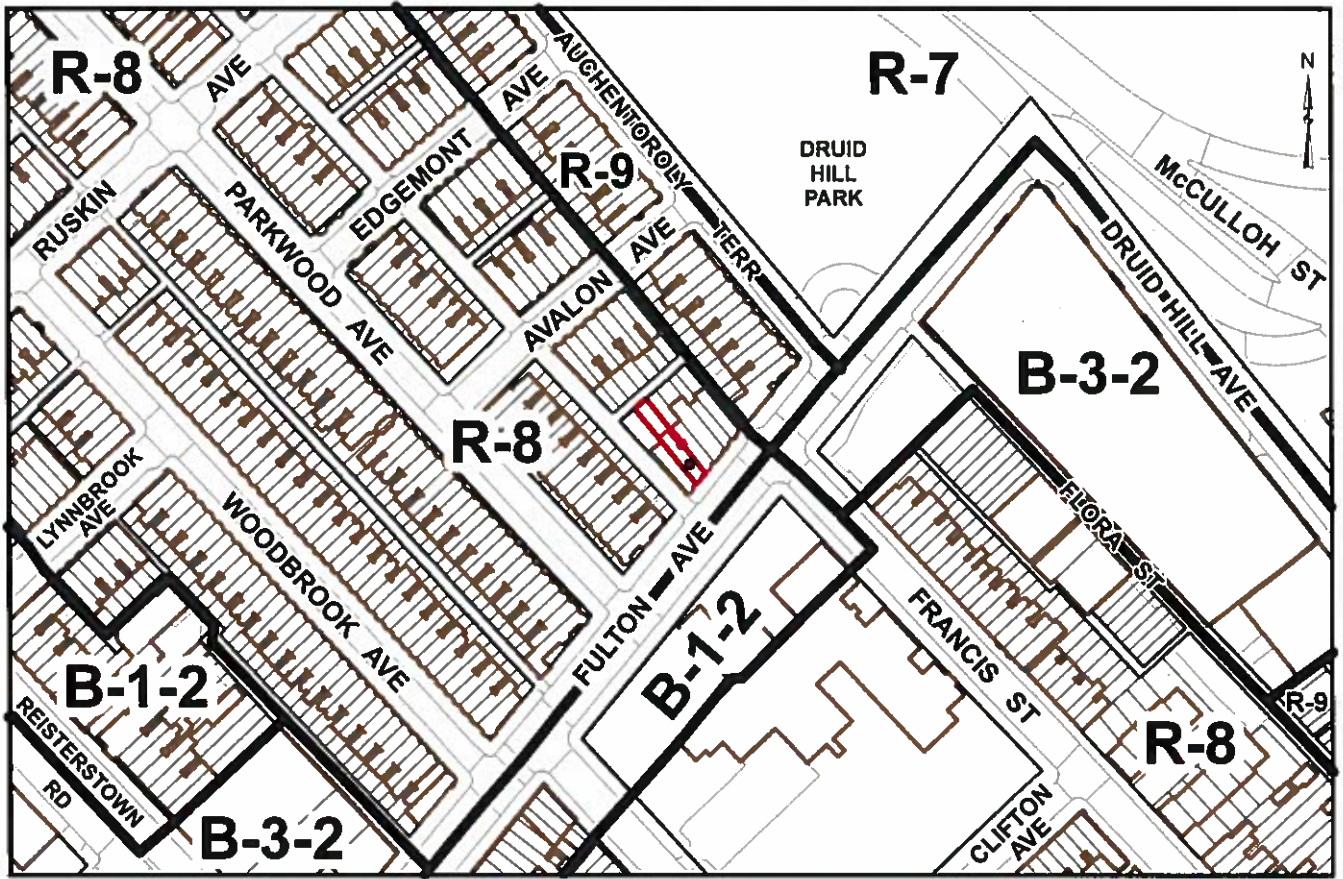 R-8
AVE
AUCHENTOROLY
TERR
R-7
N
AVE
DRUID
HILL
PARK
R-9
McCULLOH ST
EDGEMONT
RUSKIN
PARKWOOD AVE
AVE
AVALON
DRUID HILL AVE
B-3-2
R-8
LYNNBROOK
AVE
WOODBROOK AVE
FLORA ST
FULTON AVE
B-1-2
FRANCIS ST
B-1-2
REISTERSTOWN
RD
R-9
R-8
B-3-2
CLIFTON
AVE